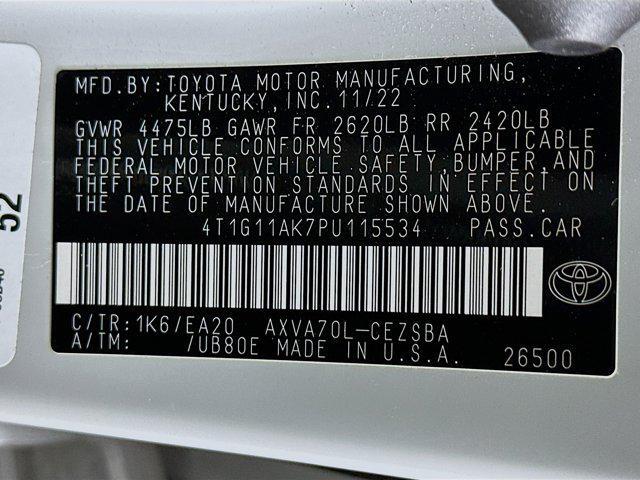 MFD.BY:TOYOTA MOTOR MANUFACTURING,
KENTUCKY,INC.11/22
GVWR 4475LB GAWR FR 2620LB RR 2420LB
THIS VEHICLE CONFORMS TO ALL APPLICABLE
FEDERAL MOTOR VEHICLE SAFETY,BUMPER,AND
THEFT PREVENTION STANDARDS IN EFFECT ON
THE DATE OF MANUFACTURE SHOWN ABOVE.
4T1G11AK7PU115534 PASS.CAR
C/TR:1K6/EA20 AXVA70L-CEZSBA
A/TM: /UB80E MADE IN U.S.A. 26500
52